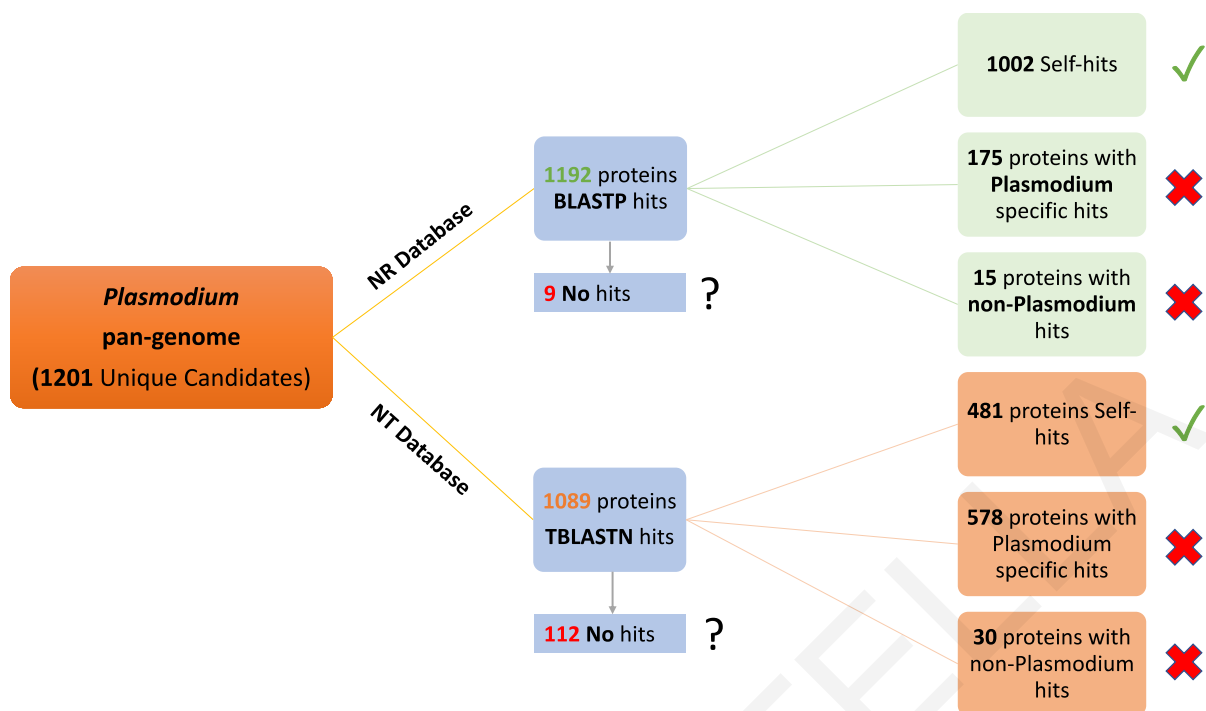 Plasmodium
pan-genome
(1201 Unique Candidates)
NR Database
NT Database
1192 proteins
BLASTP hits
9 No hits
?
1089 proteins
TBLASTN hits
112 No hits
?
1002 Self-hits
175 proteins with
Plasmodium
specific hits
15 proteins with
non-Plasmodium
hits
481 proteins Self-
hits
578 proteins with
Plasmodium
specific hits
30 proteins with
non-Plasmodium
hits